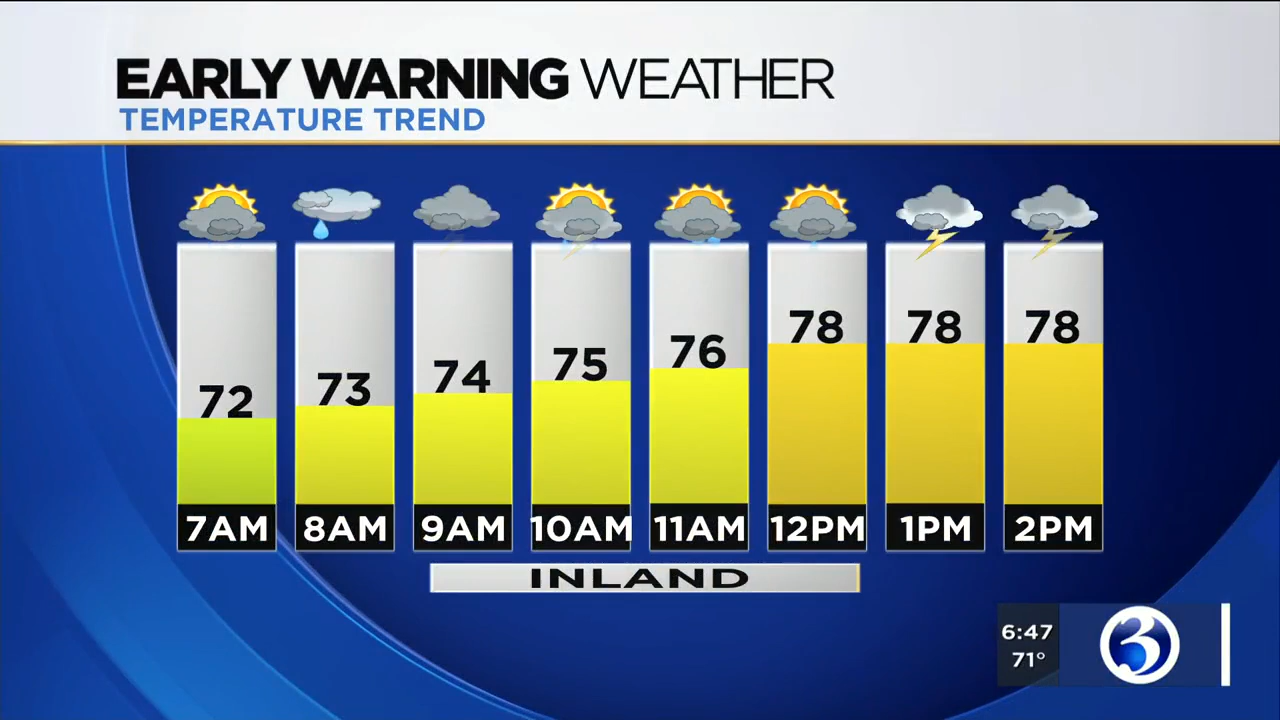 EARLY WARNING WEATHER
TEMPERATURE TREND
72 73 74 75 76 78 78 78
7AM 8AM 9AM 10AM 11AM 12PM 1PM 2PM
INLAND
6:47
71°
3